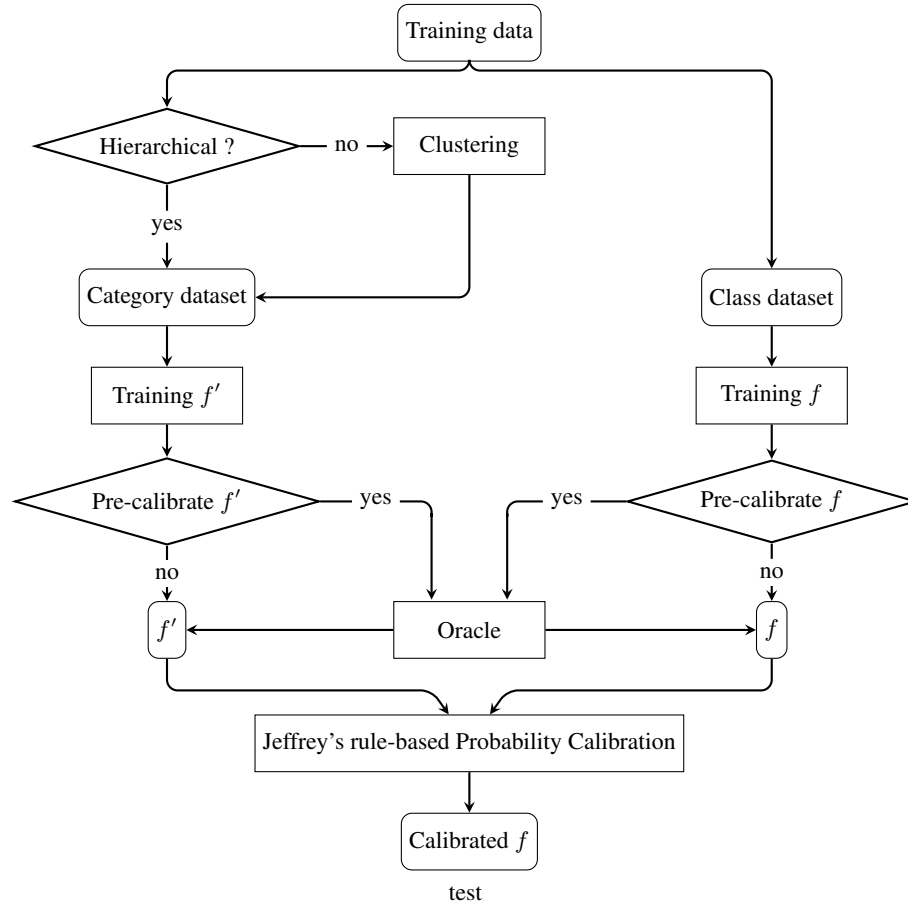 Training data
Hierarchical ?
no
Clustering
yes
Category dataset
Class dataset
Training f′
Training f
Pre-calibrate f′
yes
yes
Pre-calibrate f
no
no
f′
Oracle
f
Jeffrey's rule-based Probability Calibration
Calibrated f
test